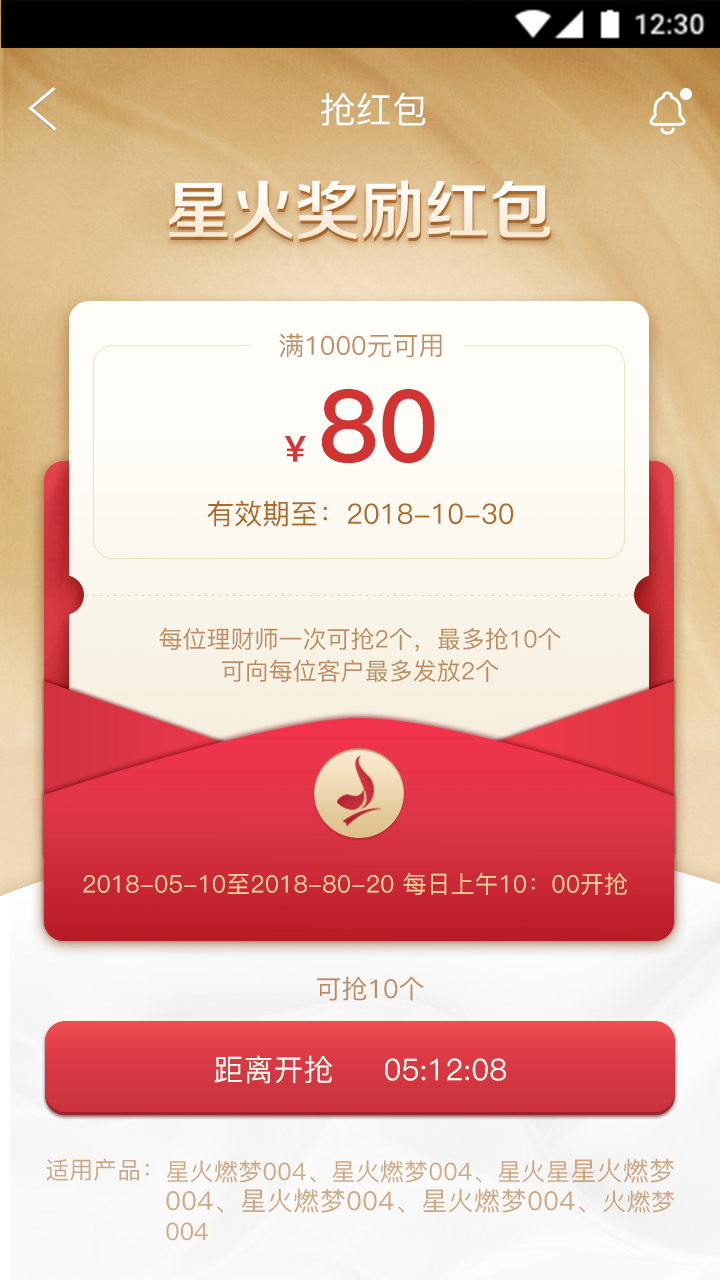 12:30
抢红包
星火奖励红包
满1000元可用
¥80
有效期至：2018-10-30
每位理财师一次可抢2个，最多抢10个
可向每位客户最多发放2个
2018-05-10至2018-80-20 每日上午10：00开抢
可抢10个
距离开抢 05:12:08
适用产品：星火燃梦004、星火燃梦004、星火星星火燃梦
004、星火燃梦004、星火燃梦004、火燃梦
004